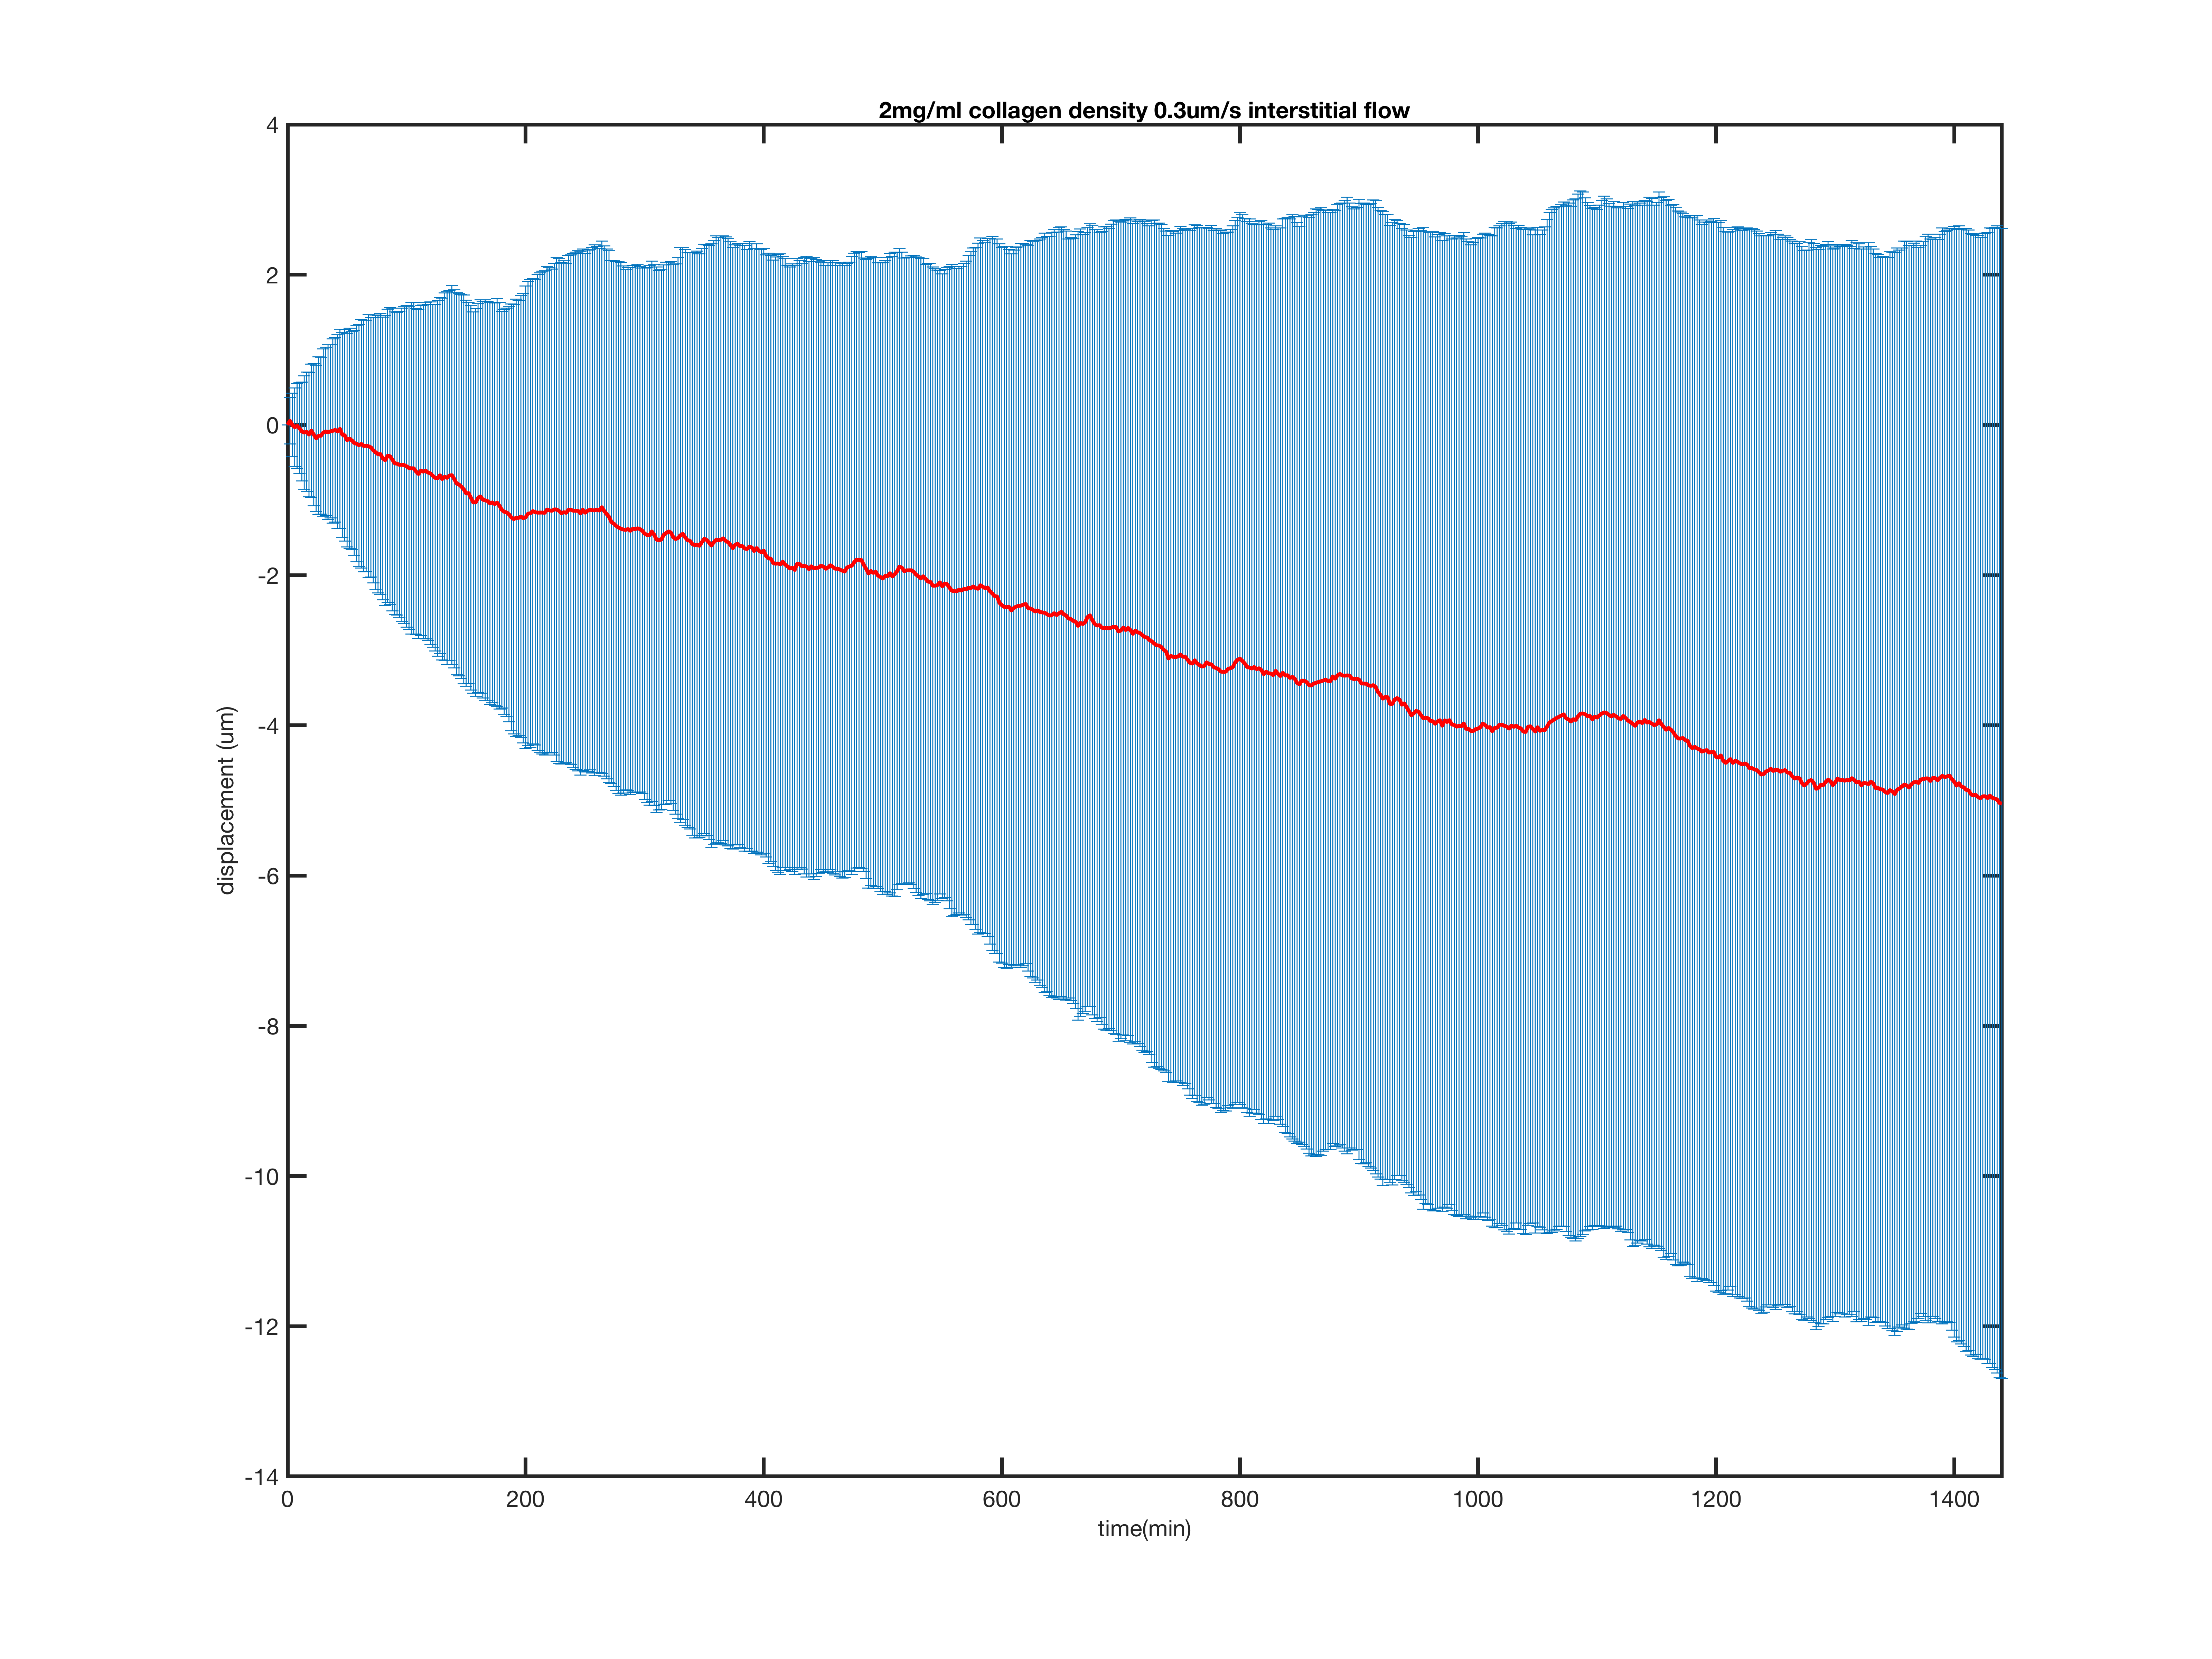 2mg/ml collagen density 0.3um/s interstitial flow
4
2
0
-2
-4
-6
-8
-10
-12
-14
displacement (um)
0 200 400 600 800 1000 1200 1400
time(min)